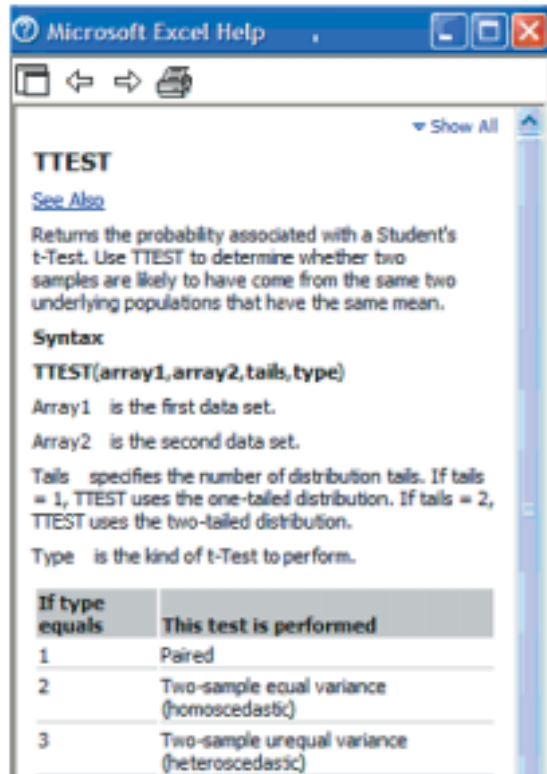 Microsoft Excel Help
Show All
TTEST
See Also
Returns the probability associated with a Student's
t-Test. Use TTEST to determine whether two
samples are likely to have come from the same two
underlying populations that have the same mean.
Syntax
TTEST(array1,array2,tails,type)
Array1 is the first data set.
Array2 is the second data set.
Tails specifies the number of distribution tails. If tails
= 1, TTEST uses the one-tailed distribution. If tails = 2,
TTEST uses the two-tailed distribution.
Type is the kind of t-Test to perform.
If type
equals This test is performed
1 Paired
2 Two-sample equal variance
(homoscedastic)
3 Two-sample unequal variance
(heteroscedastic)